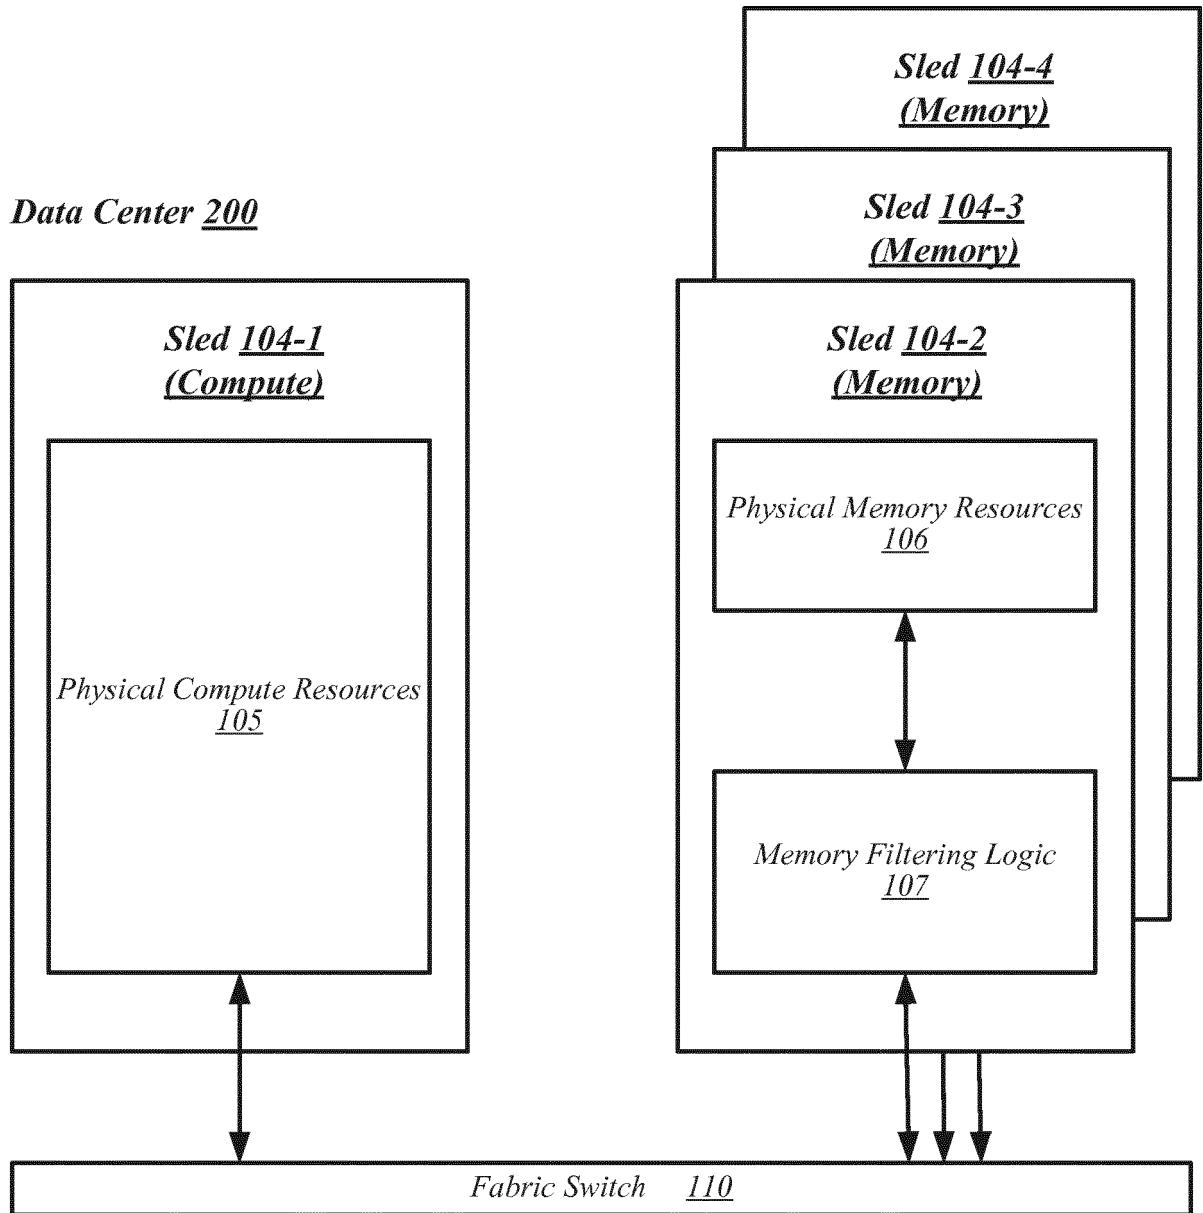 Sled 104-4
(Memory)
Sled 104-3
(Memory)
Data Center 200
Sled 104-1
(Compute)
Sled 104-2
(Memory)
Physical Memory Resources
106
Physical Compute Resources
105
Memory Filtering Logic
107
Fabric Switch 110